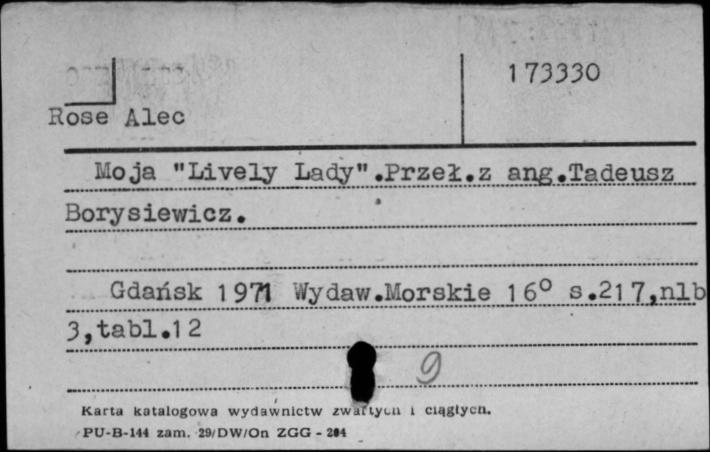 173330
Rose Alec
Moja "Lively Lady".Przeł.z ang.Tadeusz
Borysiewicz.
Gdańsk 1971 Wydaw.Morskie 16° s.217,nlb
3,tabl.12
9
Karta katalogowa wydawnictw zwartych i ciągłych.
PU-B-144 zam. 29/DW/On ZGG - 204